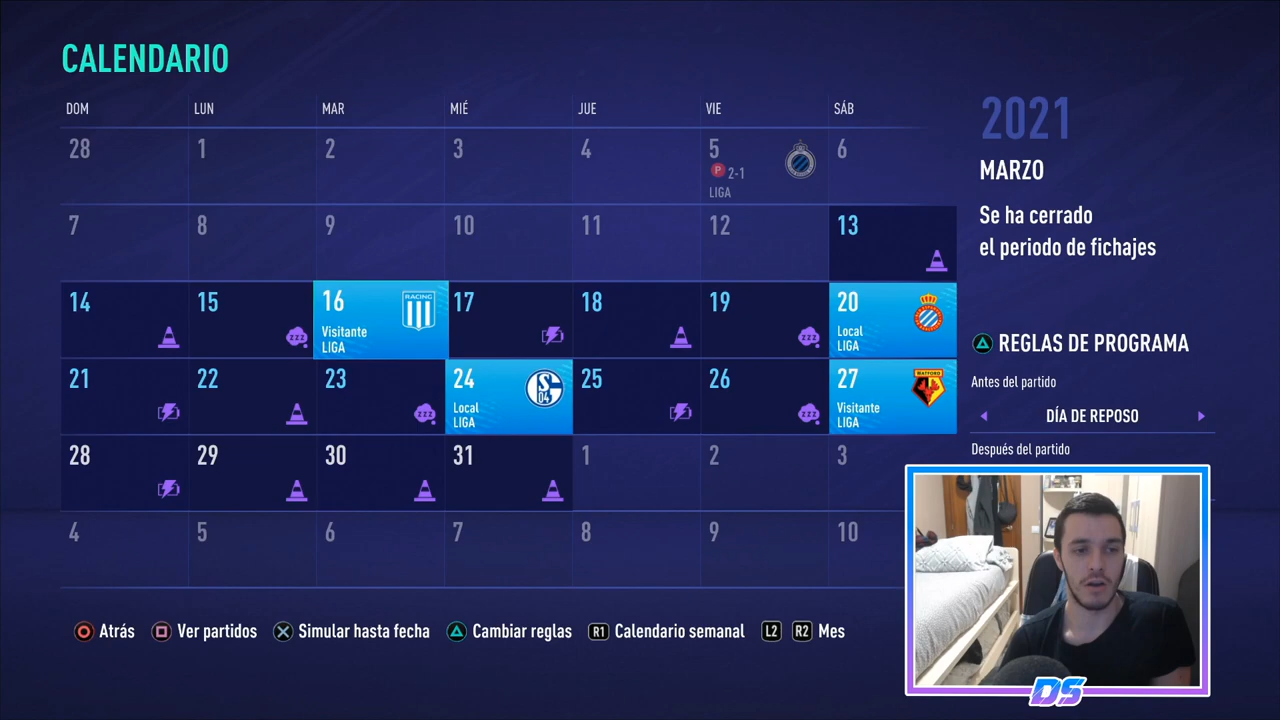 CALENDARIO
DOM LUN MAR MIÉ JUE VIE SÁB
28 1 2 3 4 5 6
P 2-1
LIGA
7 8 9 10 11 12 13
14 15 16 17 18 19 20
RACING
Visitante
LIGA
Local
LIGA
21 22 23 24 25 26 27
S04
WATFORD
Local
LIGA
Visitante
LIGA
28 29 30 31 1 2 3
4 5 6 7 8 9 10
2021
MARZO
Se ha cerrado
el periodo de fichajes
REGLAS DE PROGRAMA
Antes del partido
DÍA DE REPOSO
Después del partido
Atrás Ver partidos Simular hasta fecha Cambiar reglas R1 Calendario semanal L2 R2 Mes
DS